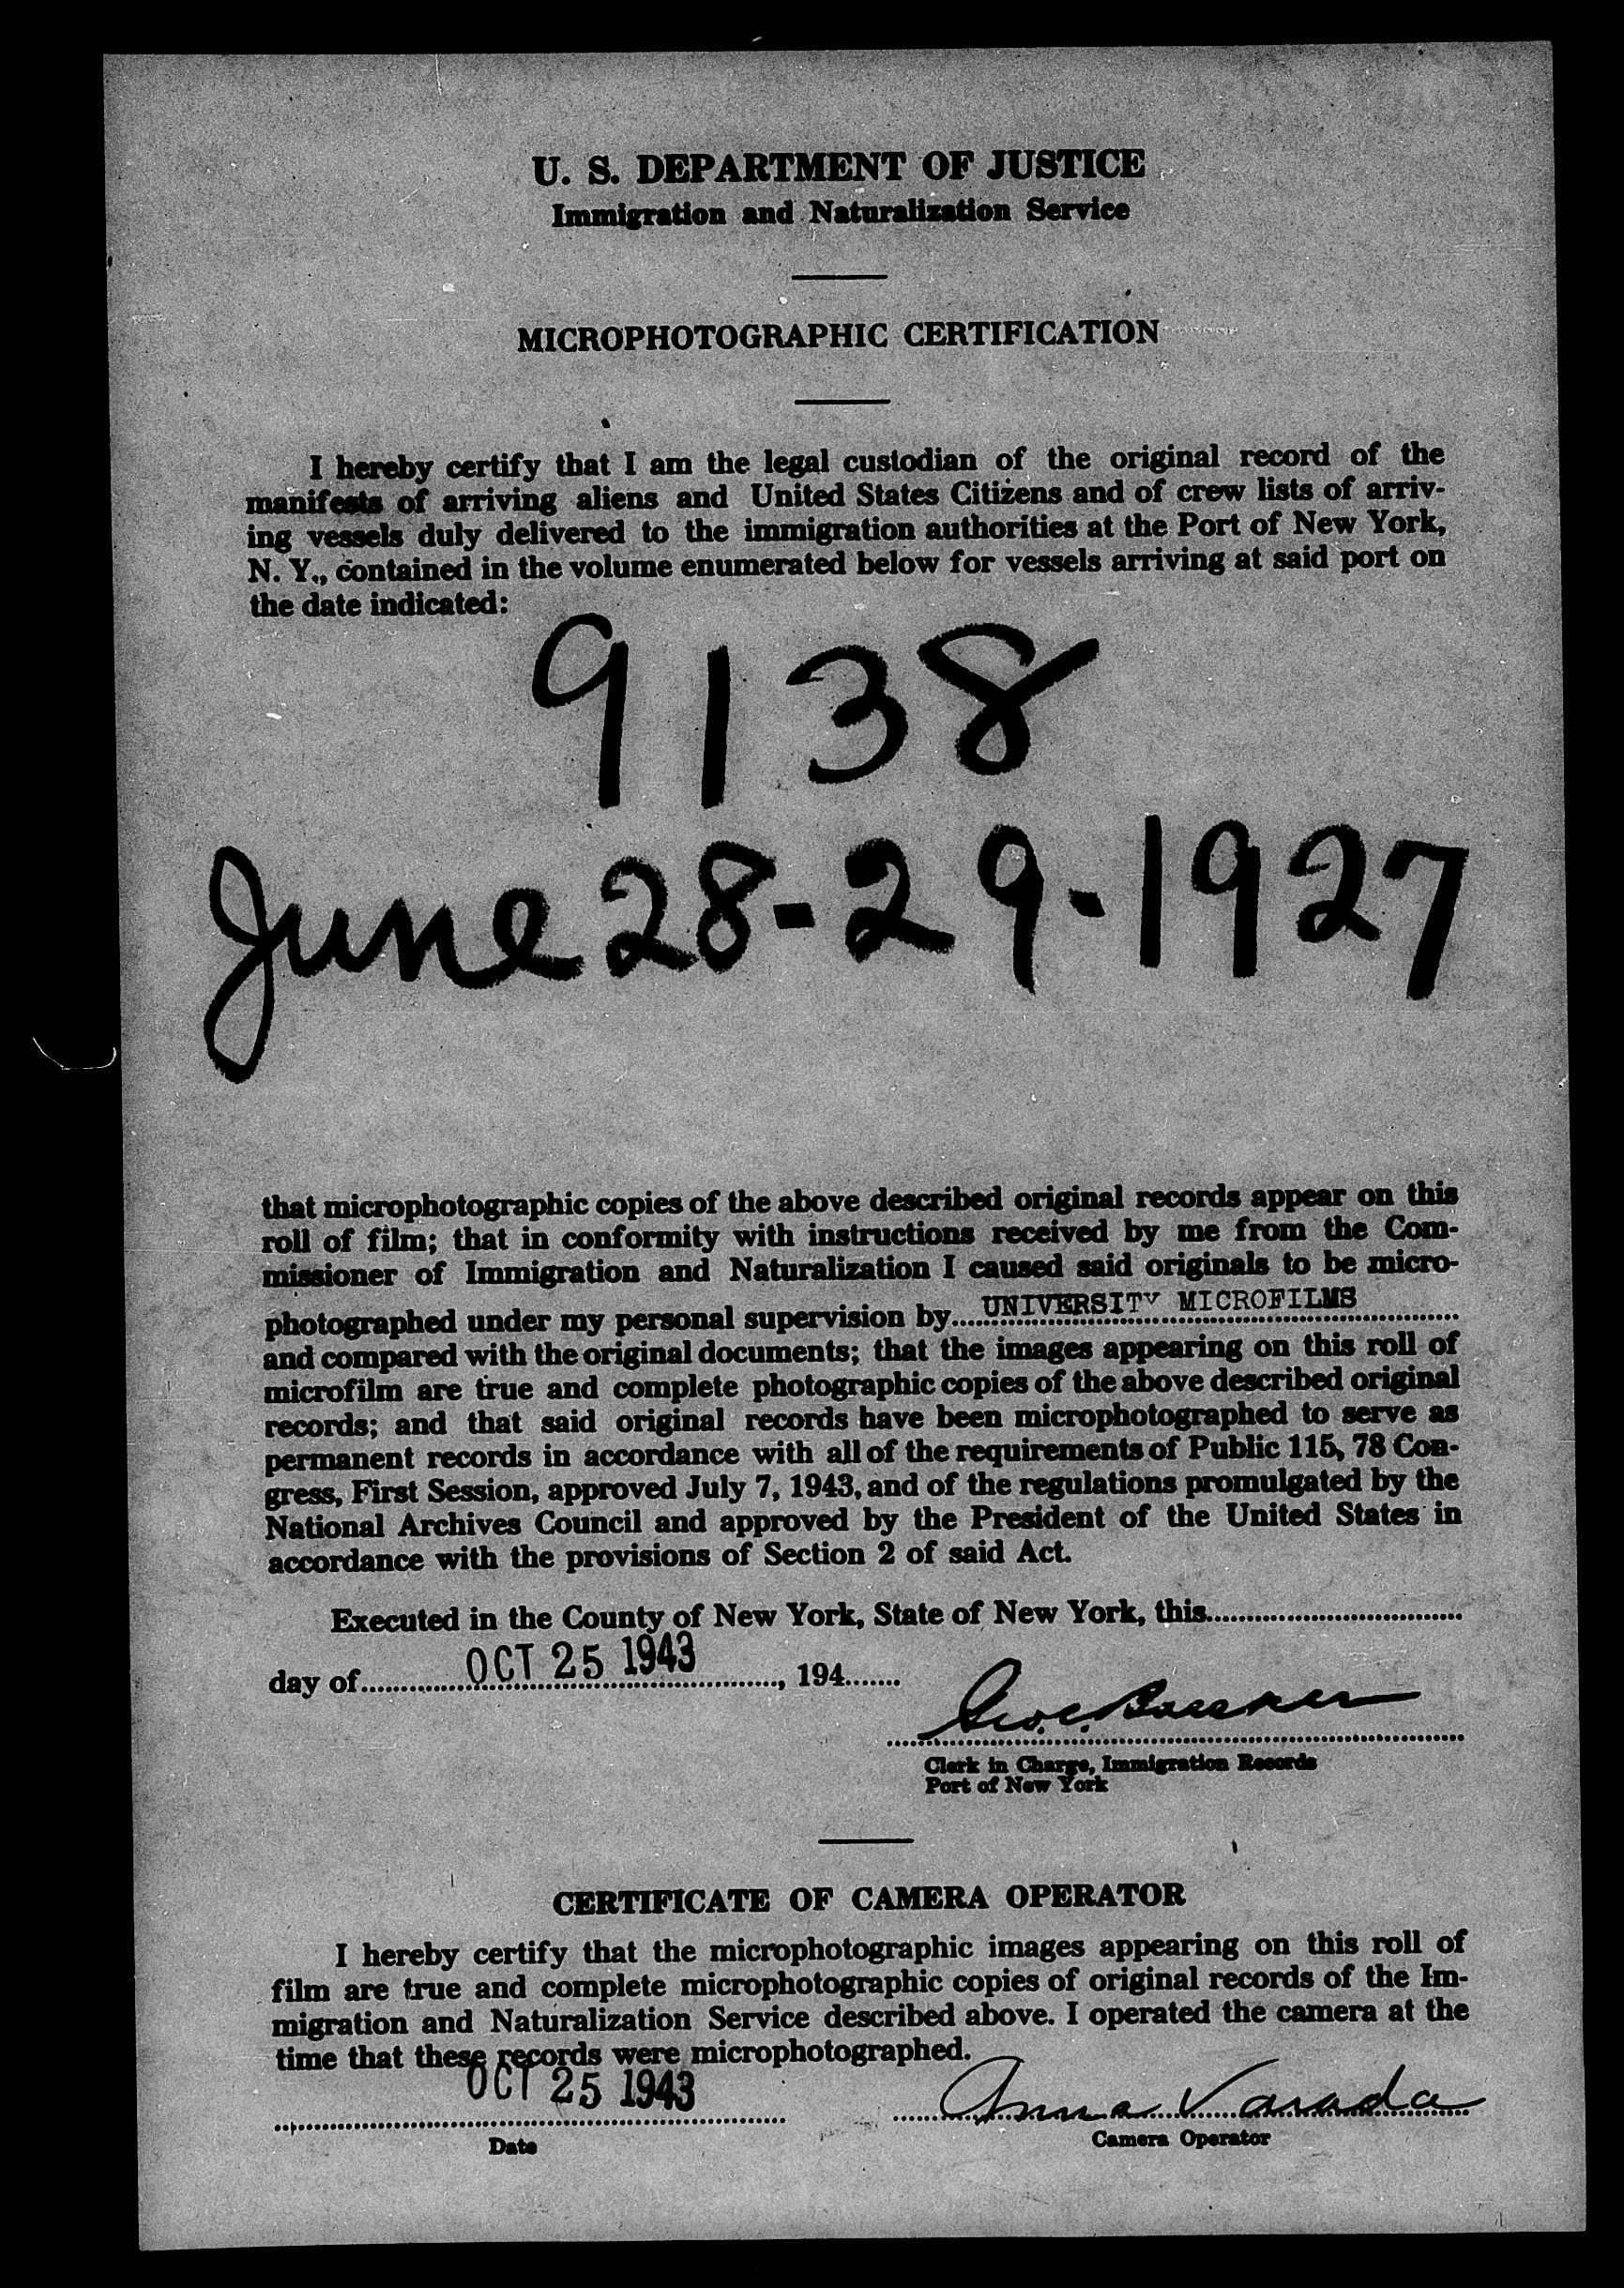 U. S. DEPARTMENT OF JUSTICE
Immigration and Naturalization Service
MICROPHOTOGRAPHIC CERTIFICATION
I hereby certify that I am the legal custodian of the original record of the
manifests of arriving aliens and United States Citizens and of crew lists of arriv-
ing vessels duly delivered to the immigration authorities at the Port of New York,
N. Y., contained in the volume enumerated below for vessels arriving at said port on
the date indicated:
9138
June 28-29-1927
that microphotographic copies of the above described original records appear on this
roll of film; that in conformity with instructions received by me from the Com-
missioner of Immigration and Naturalization I caused said originals to be micro-
photographed under my personal supervision by UNIVERSITY MICROFILMS
and compared with the original documents; that the images appearing on this roll of
microfilm are true and complete photographic copies of the above described original
records; and that said original records have been microphotographed to serve as
permanent records in accordance with all of the requirements of Public 115, 78 Con-
gress, First Session, approved July 7, 1943, and of the regulations promulgated by the
National Archives Council and approved by the President of the United States in
accordance with the provisions of Section 2 of said Act.
Executed in the County of New York, State of New York, this
day of OCT 25 1943, 194
Geo. C.
Clerk in Charge, Immigration Records
Port of New York
CERTIFICATE OF CAMERA OPERATOR
I hereby certify that the microphotographic images appearing on this roll of
film are true and complete microphotographic copies of original records of the Im-
migration and Naturalization Service described above. I operated the camera at the
time that these records were microphotographed.
OCT 25 1943 Anna Varada
Date Camera Operator